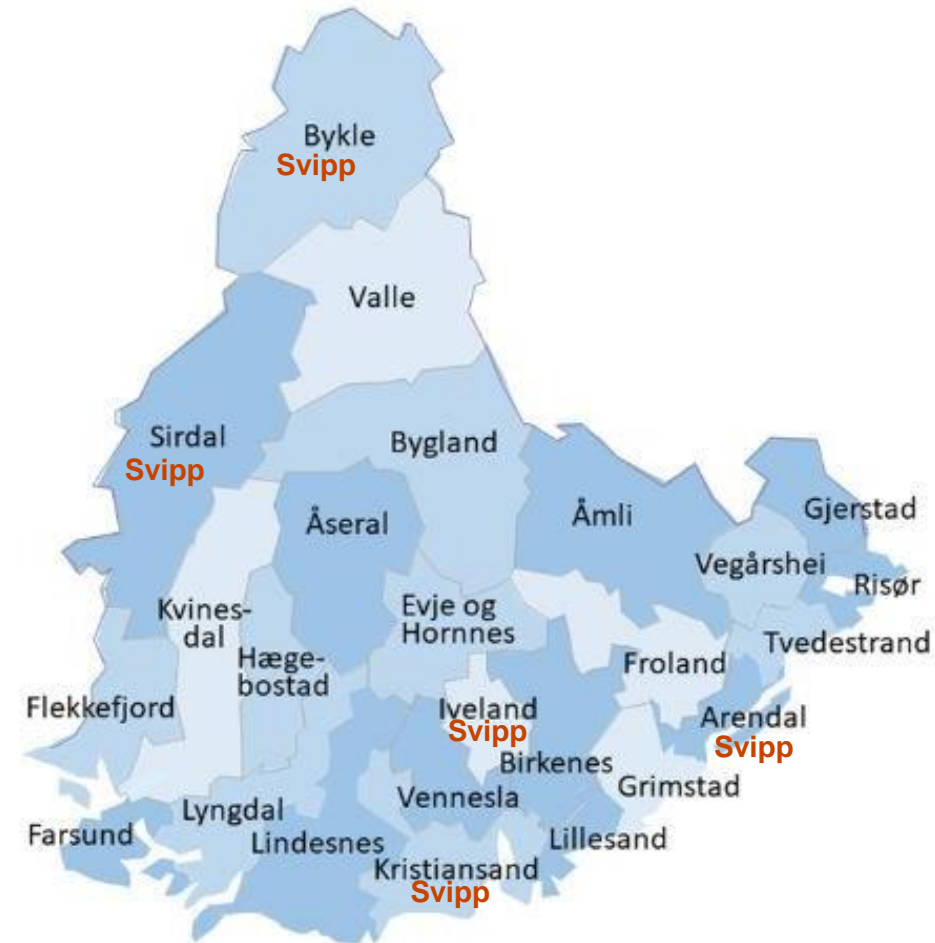 Bykle
Svipp
Valle
Sirdal
Svipp
Bygland
Åseral
Åmli
Gjerstad
Vegårshei
Risør
Kvines-
dal
Evje og
Hornnes
Tvedestrand
Hæge-
bostad
Froland
Flekkefjord
Iveland
Svipp
Arendal
Svipp
Birkenes
Grimstad
Vennesla
Lyngdal
Farsund
Lindesnes
Lillesand
Kristiansand
Svipp